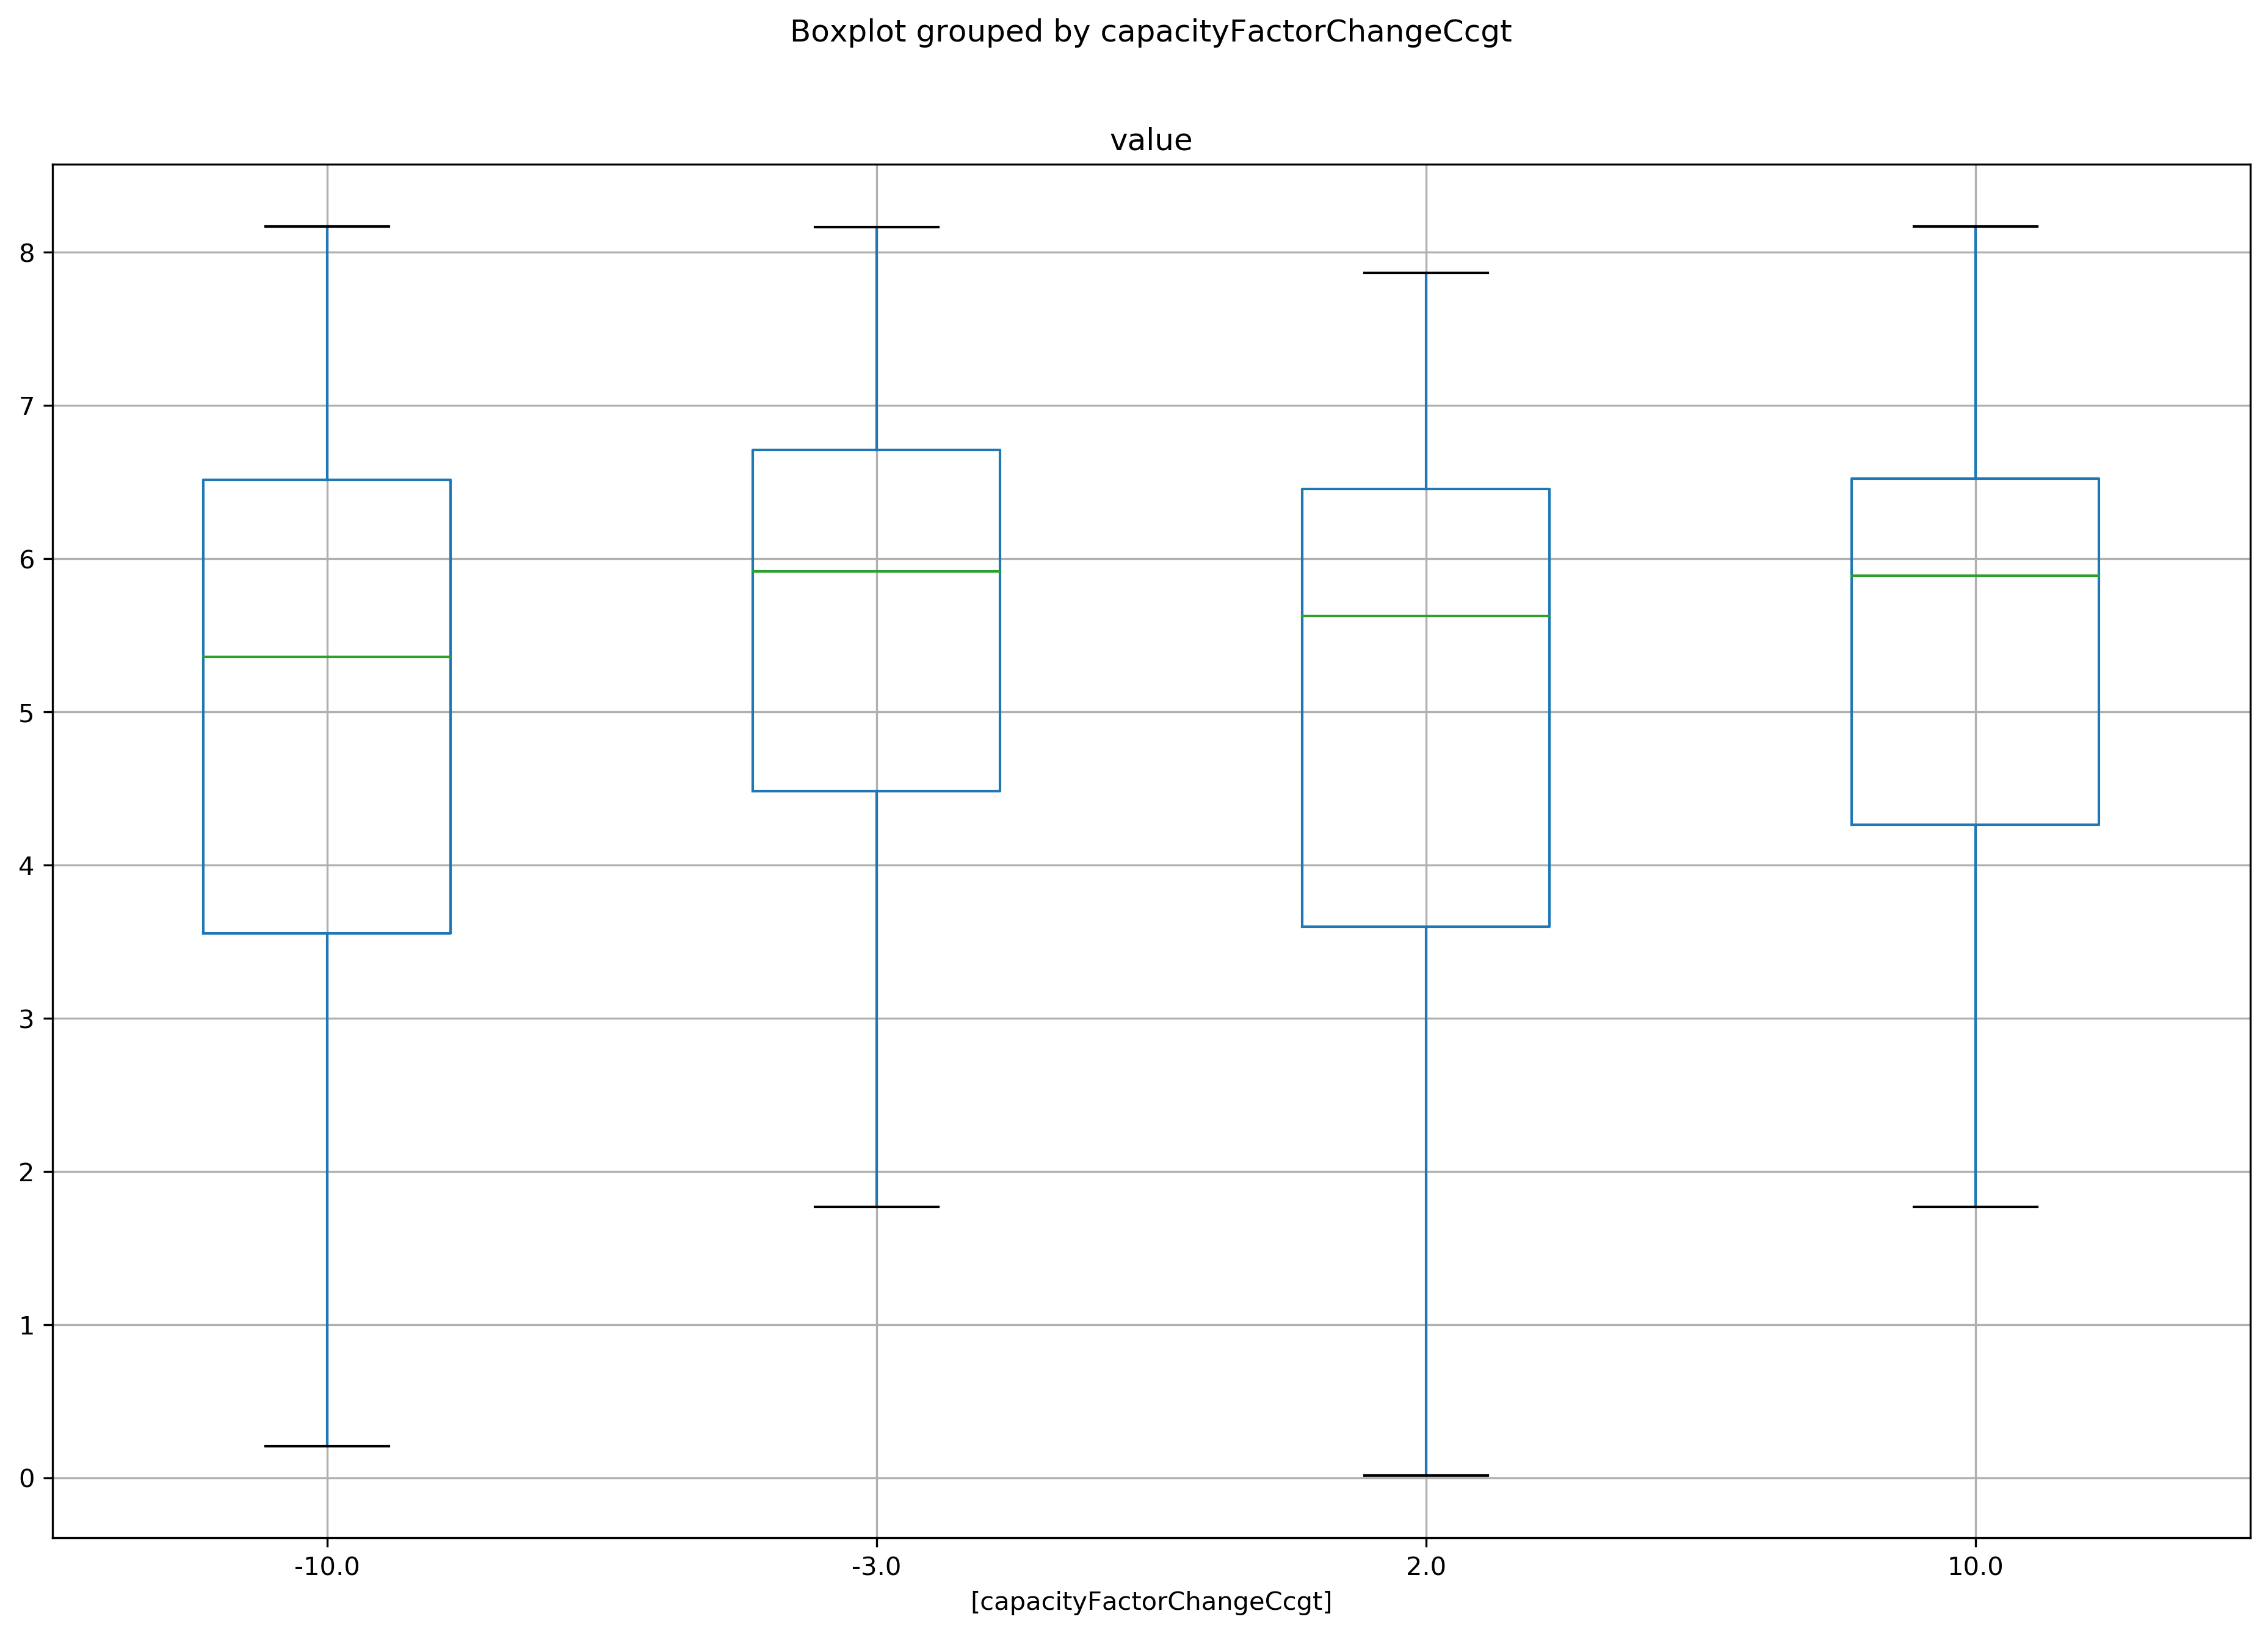 Boxplot grouped by capacityFactorChangeCcgt
value
8
7
6
5
4
3
2
1
0
-10.0 -3.0 2.0 10.0
[capacityFactorChangeCcgt]